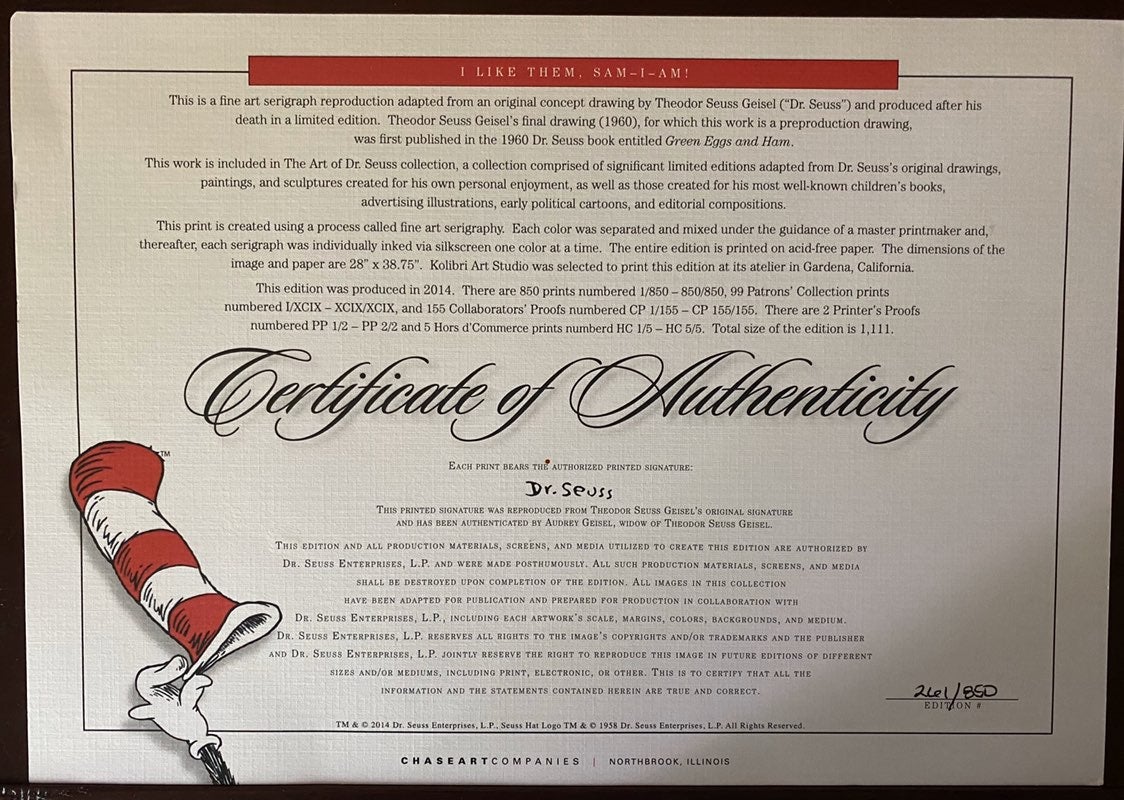 I LIKE THEM, SAM–I–AM!
This is a fine art serigraph reproduction adapted from an original concept drawing by Theodor Seuss Geisel (“Dr. Seuss”) and produced after his
death in a limited edition.  Theodor Seuss Geisel's final drawing (1960), for which this work is a preproduction drawing,
was first published in the 1960 Dr. Seuss book entitled Green Eggs and Ham.
This work is included in The Art of Dr. Seuss collection, a collection comprised of significant limited editions adapted from Dr. Seuss's original drawings,
paintings, and sculptures created for his own personal enjoyment, as well as those created for his most well-known children's books,
advertising illustrations, early political cartoons, and editorial compositions.
This print is created using a process called fine art serigraphy.  Each color was separated and mixed under the guidance of a master printmaker and,
thereafter, each serigraph was individually inked via silkscreen one color at a time.  The entire edition is printed on acid-free paper.  The dimensions of the
image and paper are 28” x 38.75”.  Kolibri Art Studio was selected to print this edition at its atelier in Gardena, California.
This edition was produced in 2014.  There are 850 prints numbered 1/850 – 850/850, 99 Patrons' Collection prints
numbered I/XCIX – XCIX/XCIX, and 155 Collaborators' Proofs numbered CP 1/155 – CP 155/155.  There are 2 Printer's Proofs
numbered PP 1/2 – PP 2/2 and 5 Hors d'Commerce prints numberd HC 1/5 – HC 5/5.  Total size of the edition is 1,111.
Certificate of Authenticity
TM
Each print bears the authorized printed signature:
Dr. Seuss
This printed signature was reproduced from Theodor Seuss Geisel's original signature
and has been authenticated by Audrey Geisel, widow of Theodor Seuss Geisel.
This edition and all production materials, screens, and media utilized to create this edition are authorized by
Dr. Seuss Enterprises, L.P. and were made posthumously. All such production materials, screens, and media
shall be destroyed upon completion of the edition. All images in this collection
have been adapted for publication and prepared for production in collaboration with
Dr. Seuss Enterprises, L.P., including each artwork's scale, margins, colors, backgrounds, and medium.
Dr. Seuss Enterprises, L.P. reserves all rights to the image's copyrights and/or trademarks and the publisher
and Dr. Seuss Enterprises, L.P. jointly reserve the right to reproduce this image in future editions of different
sizes and/or mediums, including print, electronic, or other. This is to certify that all the
information and the statements contained herein are true and correct.
261/850
EDITION #
TM & © 2014 Dr. Seuss Enterprises, L.P., Seuss Hat Logo TM & © 1958 Dr. Seuss Enterprises, L.P. All Rights Reserved.
CHASEARTCOMPANIES | NORTHBROOK, ILLINOIS